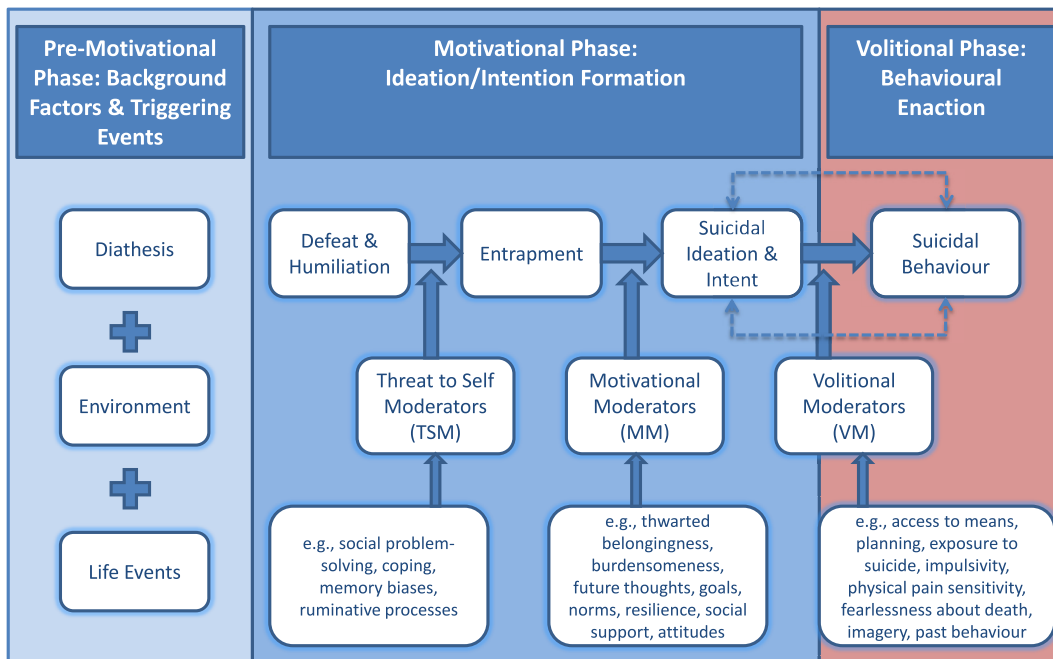 Pre-Motivational
Phase: Background
Factors & Triggering
Events
Motivational Phase:
Ideation/Intention Formation
Volitional Phase:
Behavioural
Enaction
Diathesis
Environment
Life Events
Defeat &
Humiliation
Entrapment
Suicidal
Ideation &
Intent
Suicidal
Behaviour
Threat to Self
Moderators
(TSM)
Motivational
Moderators
(MM)
Volitional
Moderators
(VM)
e.g., social problem-
solving, coping,
memory biases,
ruminative processes
e.g., thwarted
belongingness,
burdensomeness,
future thoughts, goals,
norms, resilience, social
support, attitudes
e.g., access to means,
planning, exposure to
suicide, impulsivity,
physical pain sensitivity,
fearlessness about death,
imagery, past behaviour